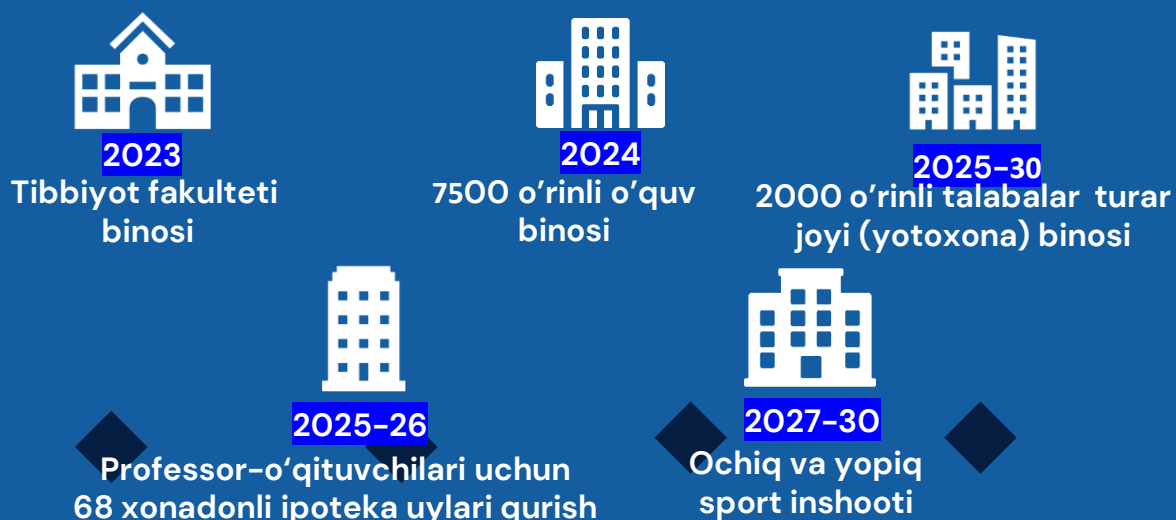 2023
Tibbiyot fakulteti
binosi
2024
7500 o’rinli o’quv
binosi
2025-30
2000 o’rinli talabalar turar
joyi (yotoxona) binosi
2025-26
Professor-o‘qituvchilari uchun
68 xonadonli ipoteka uylari qurish
2027-30
Ochiq va yopiq
sport inshooti